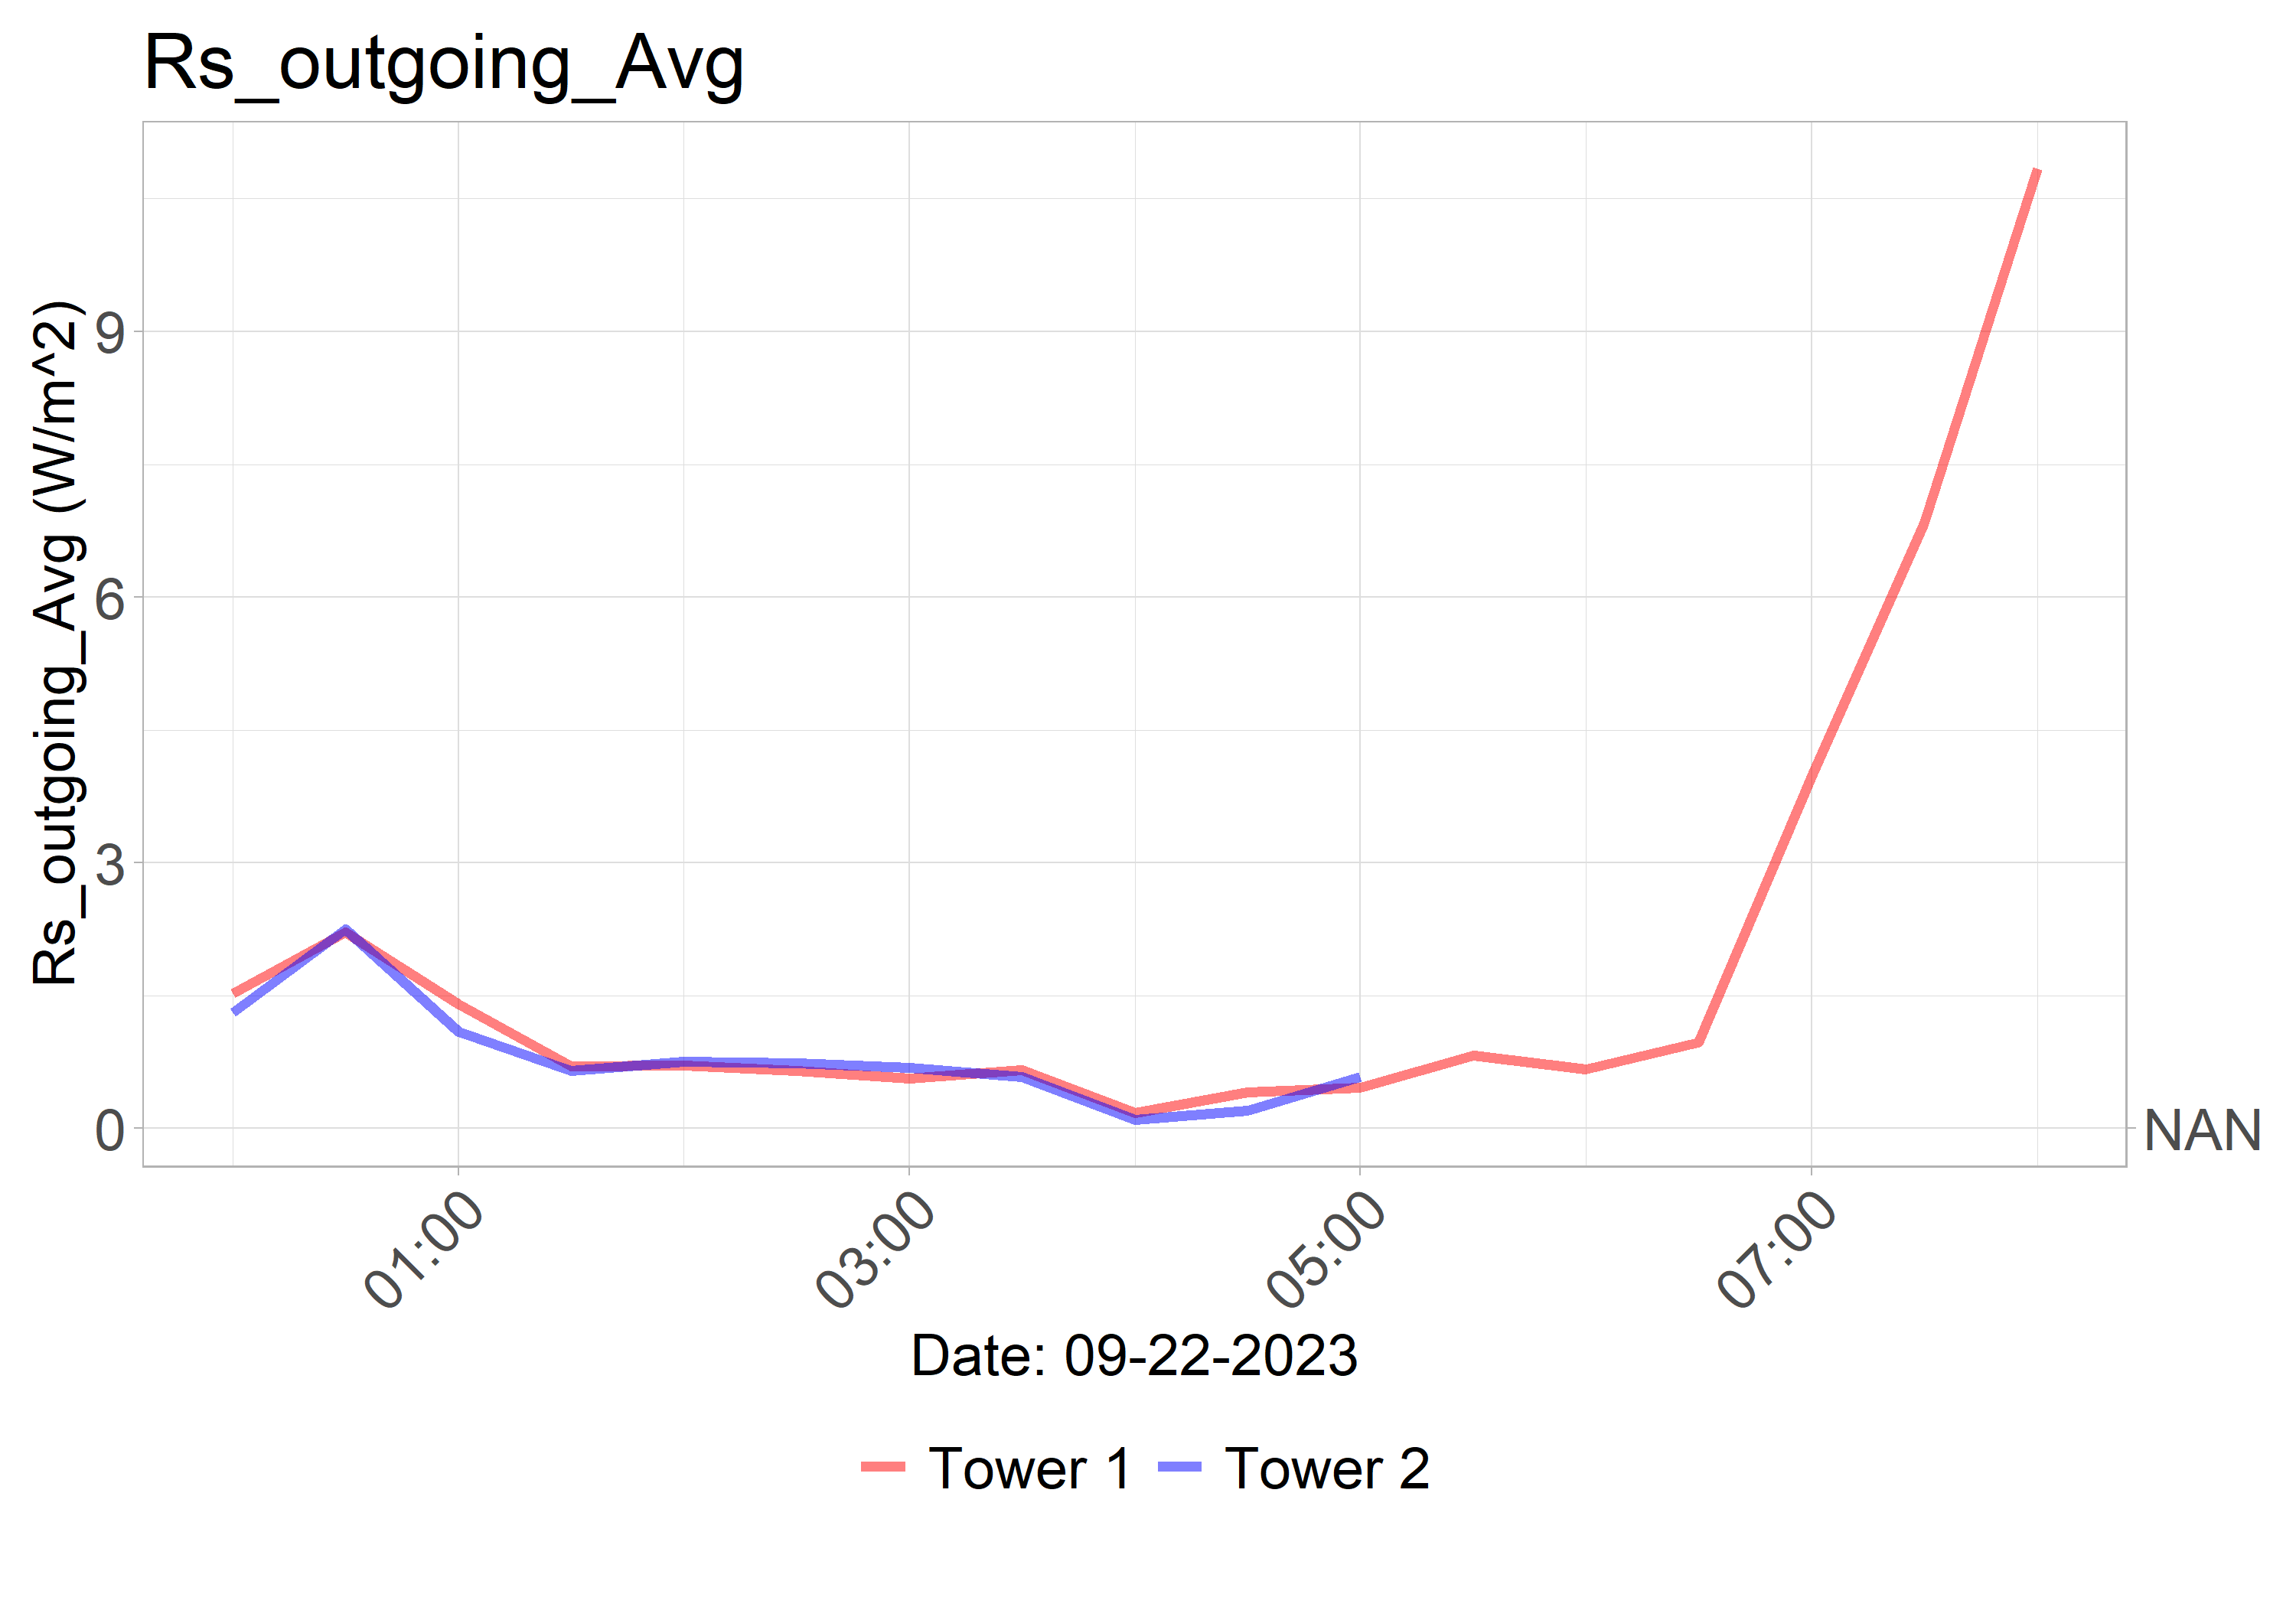 Rs_outgoing_Avg
Rs_outgoing_Avg (W/m^2)
9
6
3
0
NAN
01:00
03:00
05:00
07:00
Date: 09-22-2023
Tower 1
Tower 2